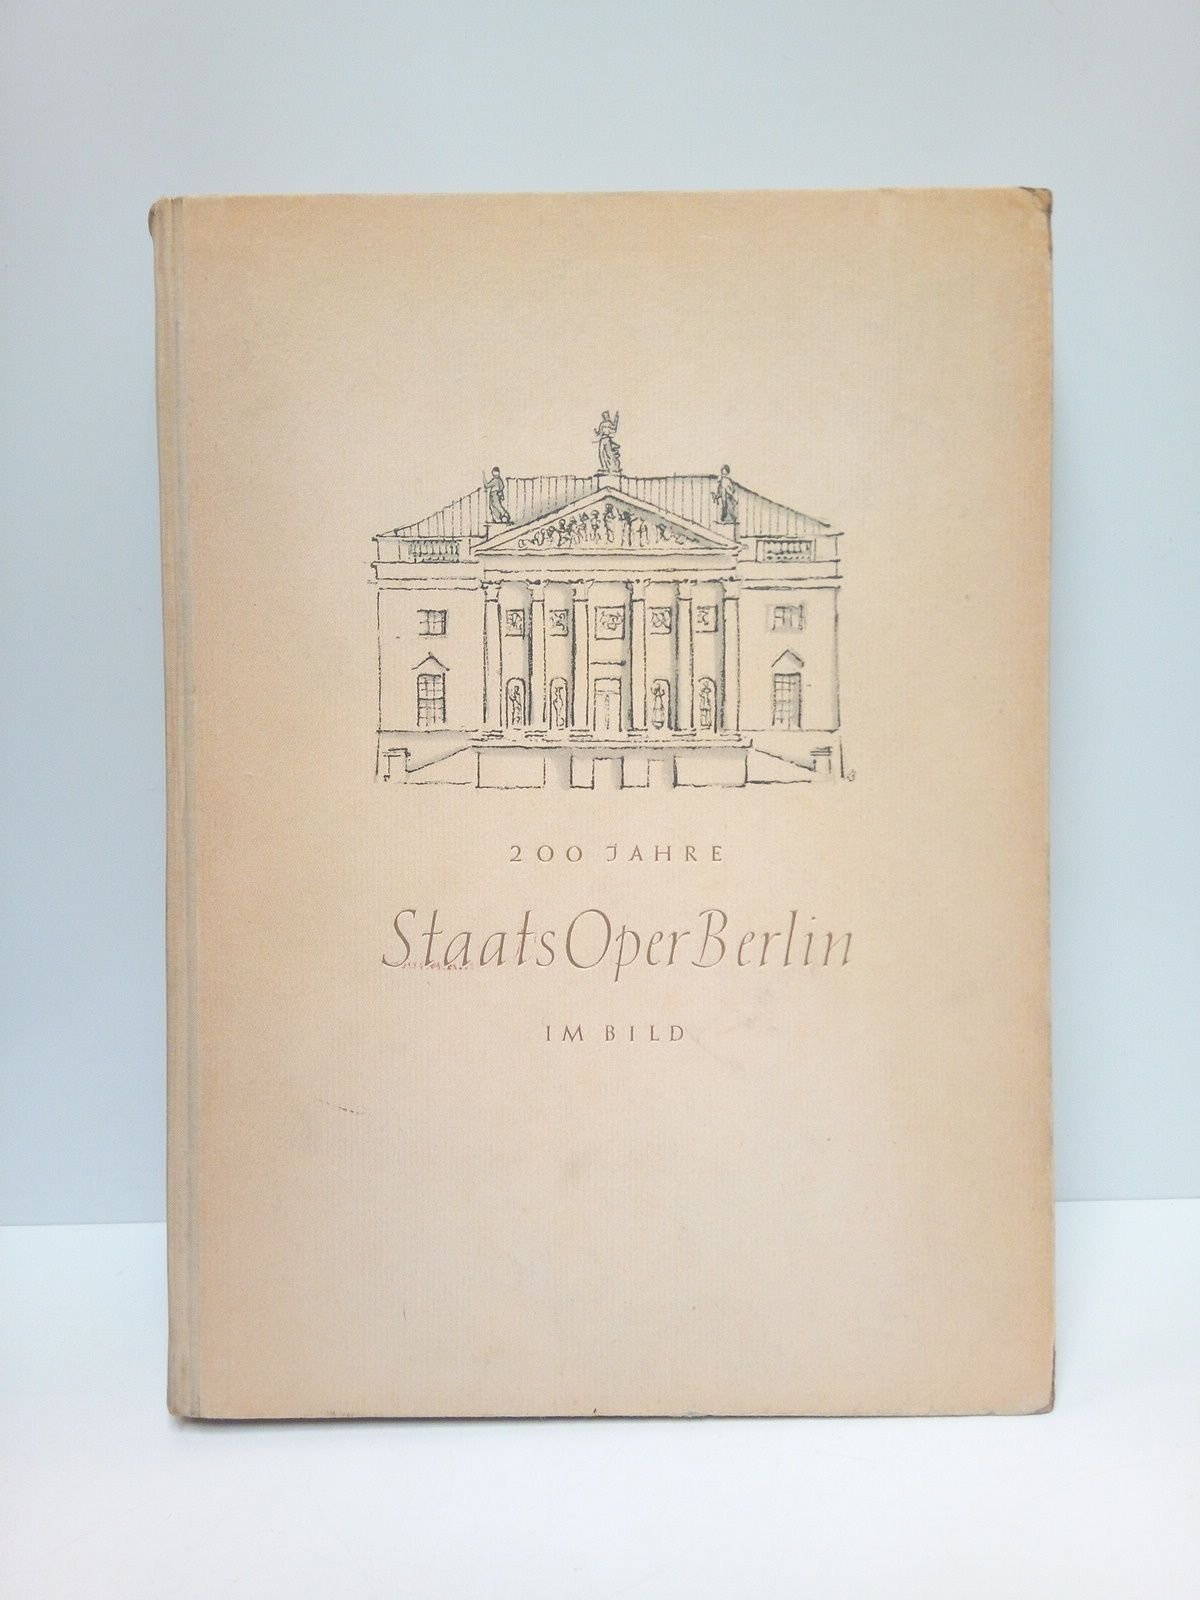 200 JAHRE
StaatsOperBerlin
IM BILD